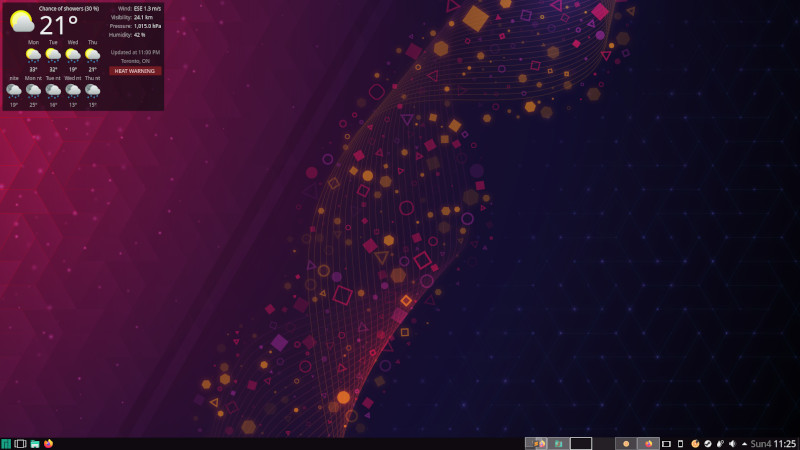 Chance of showers (30 %)
21°
Wind: ESE 1.3 m/s
Visibility: 24.1 km
Pressure: 1,015.0 hPa
Humidity: 42 %
Updated at 11:00 PM
Toronto, ON
HEAT WARNING
Mon Tue Wed Thu
33° 32° 19° 21°
nite Mon nt Tue nt Wed nt Thu nt
19° 25° 16° 13° 15°
Sun4 11:25